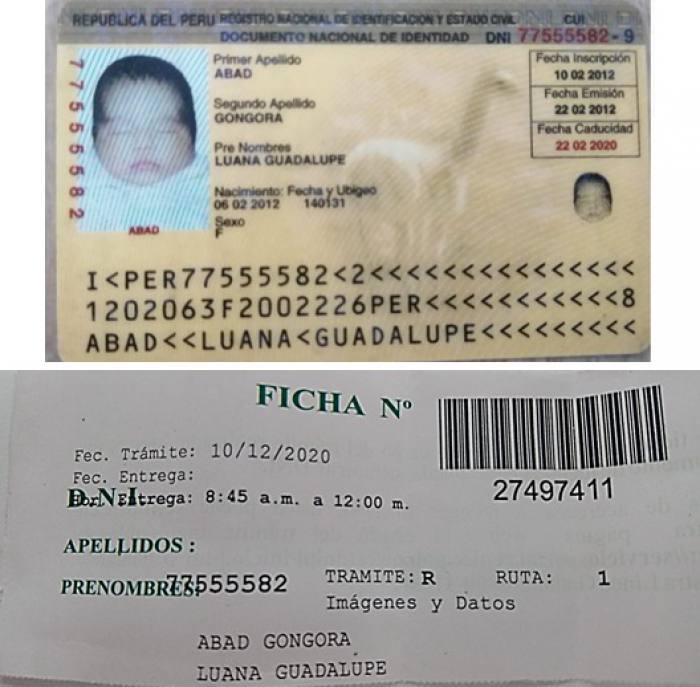 REPUBLICA DEL PERU REGISTRO NACIONAL DE IDENTIFICACION Y ESTADO CIVIL CUI
DOCUMENTO NACIONAL DE IDENTIDAD DNI 77555582 - 9
77555582
Primer Apellido
ABAD
Segundo Apellido
GONGORA
Pre Nombres
LUANA GUADALUPE
Nacimiento: Fecha y Ubigeo
06 02 2012 140131
Sexo
F
Fecha Inscripción
10 02 2012
Fecha Emisión
22 02 2012
Fecha Caducidad
22 02 2020
ABAD
I<PER77555582<2<<<<<<<<<<<<<<<
1202063F2002226PER<<<<<<<<<<<8
ABAD<<LUANA<GUADALUPE<<<<<<<<<
FICHA Nº
27497411
Fec. Trámite: 10/12/2020
Fec. Entrega:
Hor. Entrega: 8:45 a.m. a 12:00 m.
D.N.I.
APELLIDOS :
PRENOMBRES: 77555582 TRAMITE: R RUTA: 1
Imágenes y Datos
ABAD GONGORA
LUANA GUADALUPE